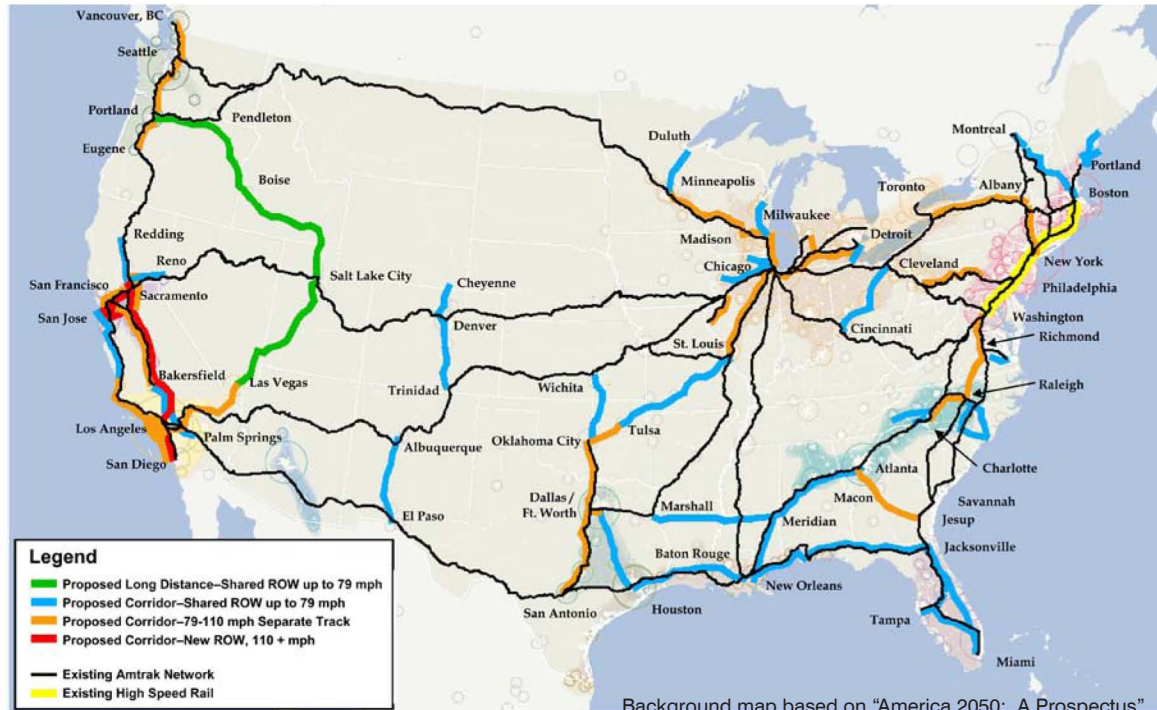 Vancouver, BC
Seattle
Portland
Pendleton
Eugene
Boise
Redding
Reno
San Francisco
Sacramento
San Jose
Salt Lake City
Bakersfield
Las Vegas
Los Angeles
Palm Springs
San Diego
Cheyenne
Denver
Trinidad
Albuquerque
El Paso
Duluth
Minneapolis
Milwaukee
Madison
Chicago
Detroit
Toronto
Cleveland
Cincinnati
St. Louis
Wichita
Tulsa
Oklahoma City
Dallas/
Ft. Worth
Marshall
Meridian
Baton Rouge
New Orleans
San Antonio
Houston
Montreal
Portland
Albany
Boston
New York
Philadelphia
Washington
Richmond
Raleigh
Charlotte
Atlanta
Macon
Savannah
Jesup
Jacksonville
Tampa
Miami
Legend
Proposed Long Distance–Shared ROW up to 79 mph
Proposed Corridor–Shared ROW up to 79 mph
Proposed Corridor–79-110 mph Separate Track
Proposed Corridor–New ROW, 110 + mph
Existing Amtrak Network
Existing High Speed Rail
Background map based on “America 2050: A Prospectus”